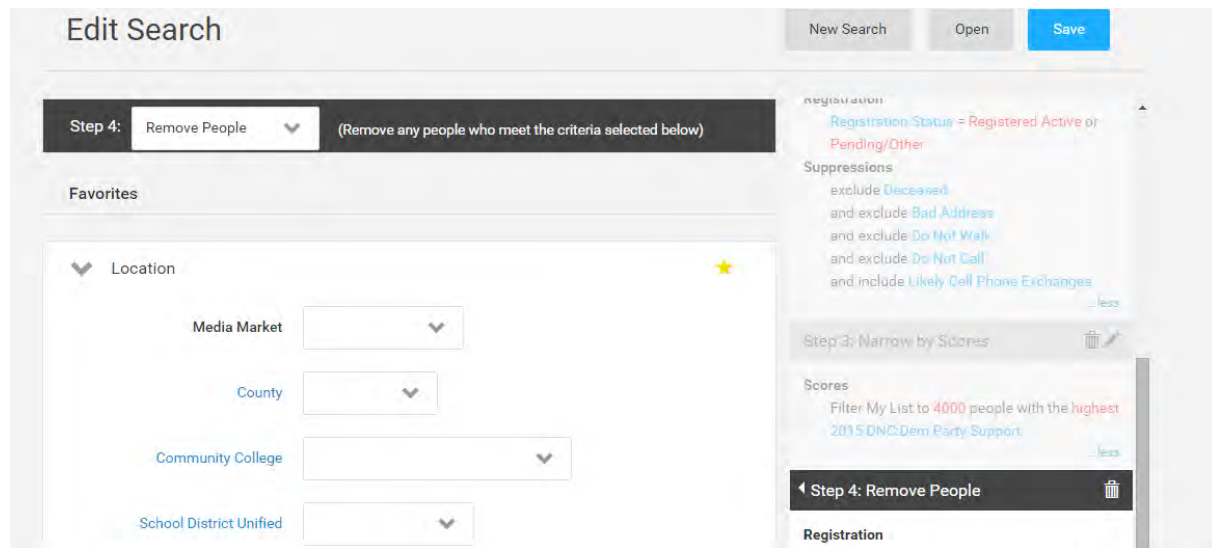 Edit Search
New Search
Open
Save
Step 4:
Remove People
(Remove any people who meet the criteria selected below)
Favorites
Location
Media Market
County
Community College
School District Unified
Registration
Registration Status = Registered Active or
Pending/Other
Suppressions
exclude Deceased
and exclude Bad Address
and exclude Do Not Walk
and exclude Do Not Call
and include Likely Cell Phone Exchanges
...less
Step 3: Narrow by Scores
Scores
Filter My List to 4000 people with the highest
2015 DNC Dem Party Support
...less
Step 4: Remove People
Registration